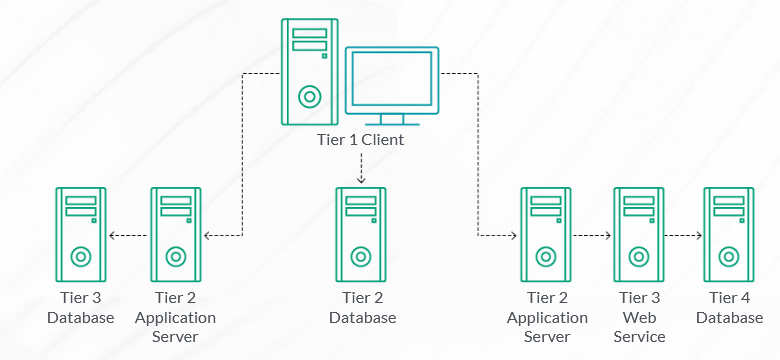 Tier 1 Client
Tier 3
Database
Tier 2
Application
Server
Tier 2
Database
Tier 2
Application
Server
Tier 3
Web
Service
Tier 4
Database